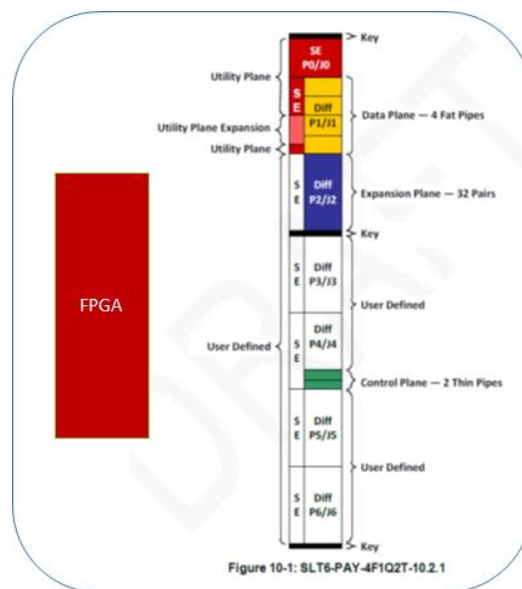 Key
SE
P0/J0
Utility Plane
S
E
Diff
P1/J1
Data Plane — 4 Fat Pipes
Utility Plane Expansion
Utility Plane
S
E
Diff
P2/J2
Expansion Plane — 32 Pairs
Key
S
E
Diff
P3/J3
User Defined
FPGA
User Defined
S
E
Diff
P4/J4
Control Plane — 2 Thin Pipes
S
E
Diff
P5/J5
User Defined
S
E
Diff
P6/J6
Key
Figure 10-1: SLT6-PAY-4F1Q2T-10.2.1
DRAFT